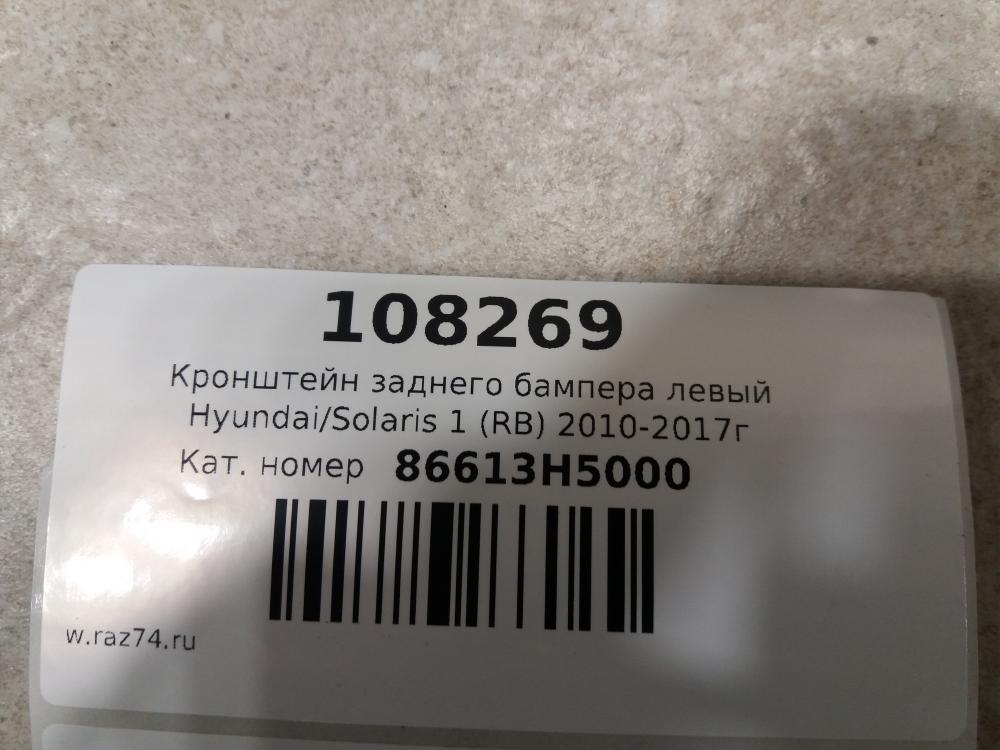 108269
Кронштейн заднего бампера левый
Hyundai/Solaris 1 (RB) 2010-2017г
Кат. номер 86613H5000
w.raz74.ru